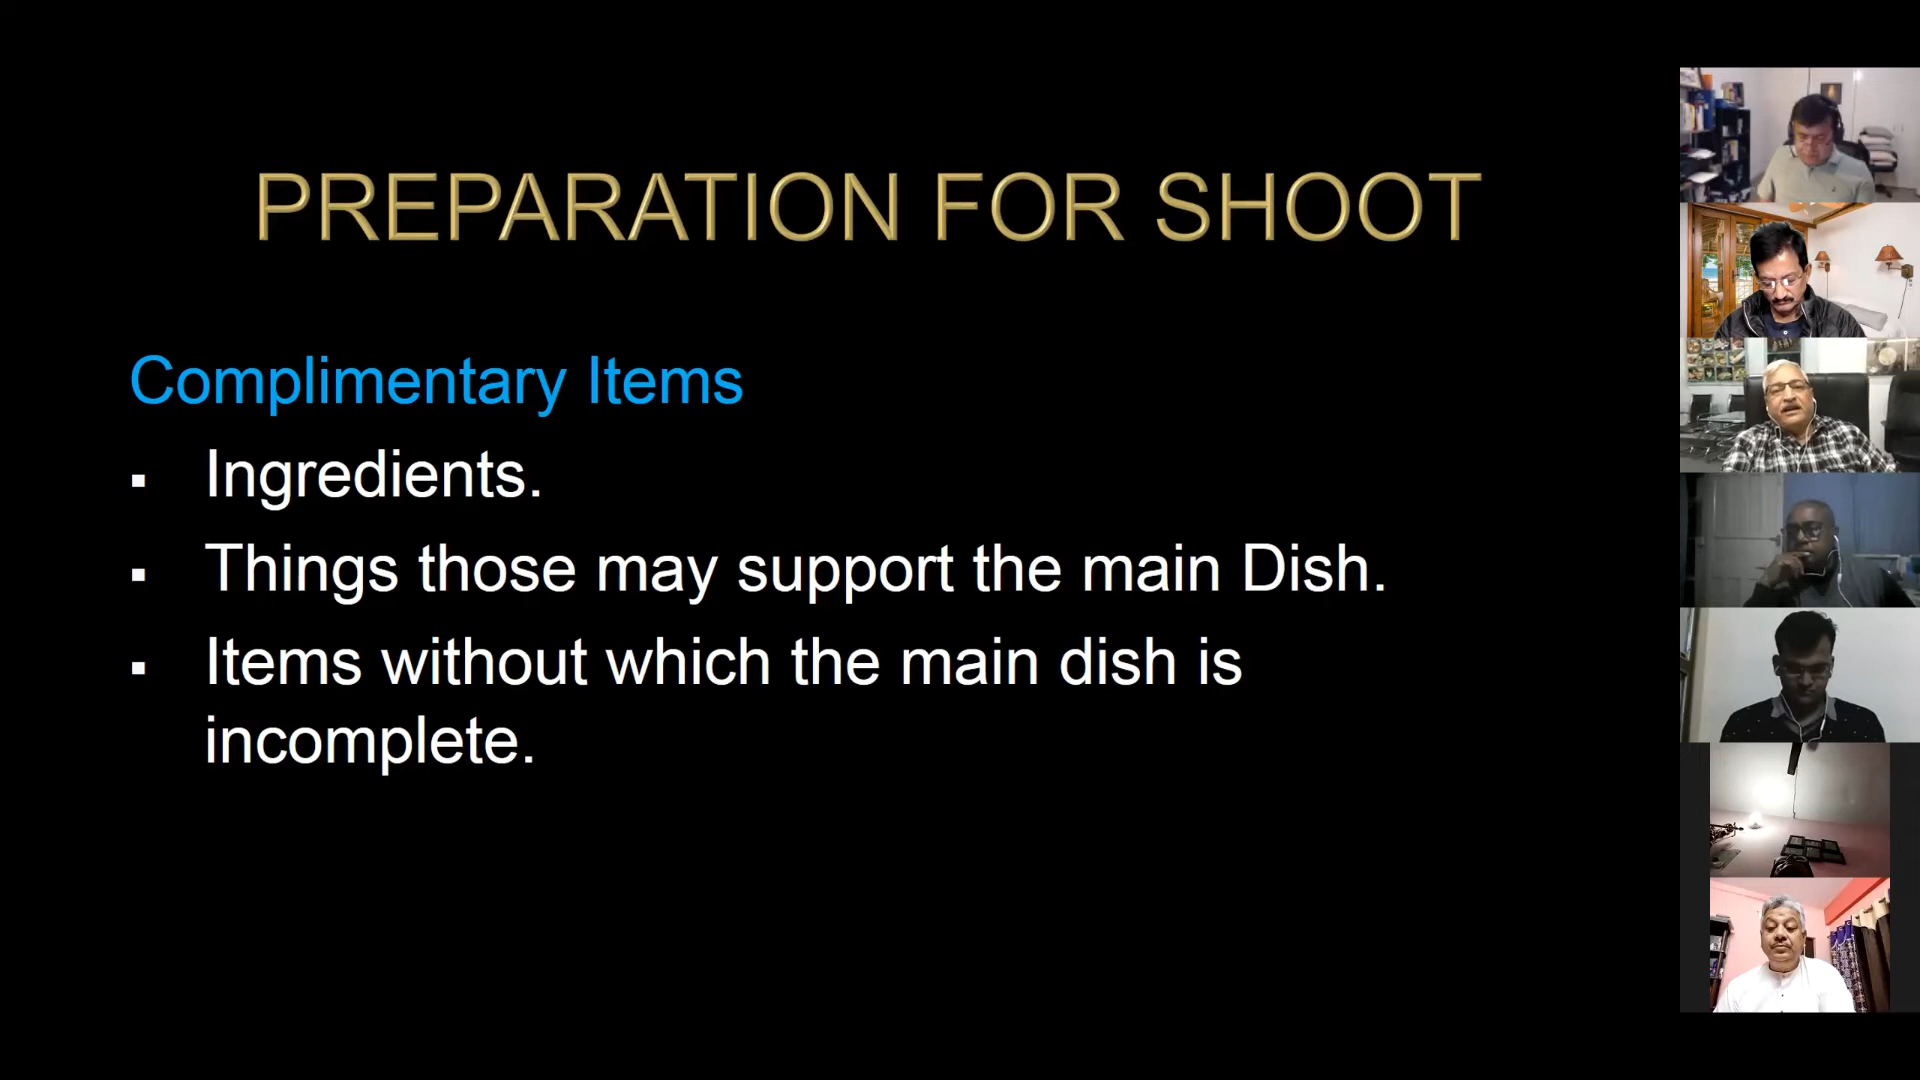 PREPARATION FOR SHOOT
Complimentary Items
▪ Ingredients.
▪ Things those may support the main Dish.
▪ Items without which the main dish is
incomplete.